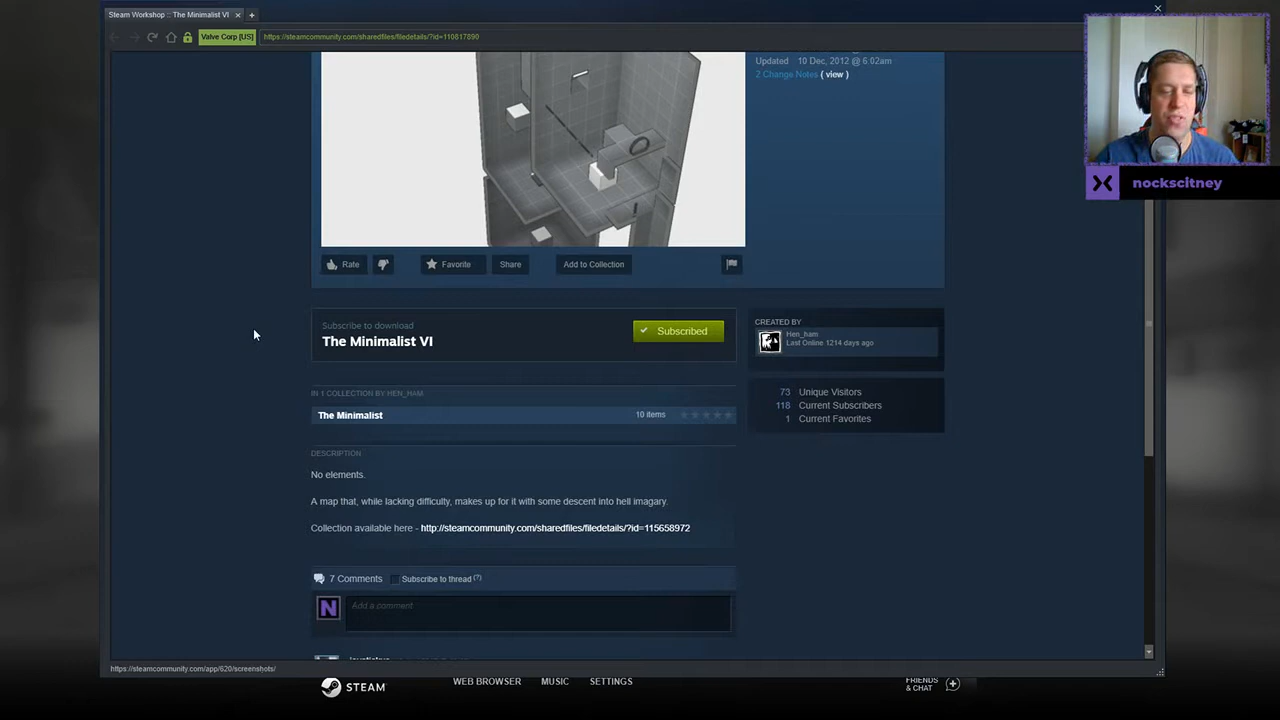 Steam Workshop :: The Minimalist VI
Valve Corp [US]
https://steamcommunity.com/sharedfiles/filedetails/?id=110817890
Updated 10 Dec, 2012 @ 6:02am
2 Change Notes ( view )
nockscitney
Rate
Favorite
Share
Add to Collection
Subscribe to download
The Minimalist VI
Subscribed
CREATED BY
Hen_ham
Last Online 1214 days ago
IN 1 COLLECTION BY HEN_HAM
The Minimalist
10 items
73 Unique Visitors
118 Current Subscribers
1 Current Favorites
DESCRIPTION
No elements.
A map that, while lacking difficulty, makes up for it with some descent into hell imagary.
Collection available here - http://steamcommunity.com/sharedfiles/filedetails/?id=115658972
7 Comments
Subscribe to thread (?)
N
Add a comment
https://steamcommunity.com/app/620/screenshots/
STEAM
WEB BROWSER
MUSIC
SETTINGS
FRIENDS
& CHAT